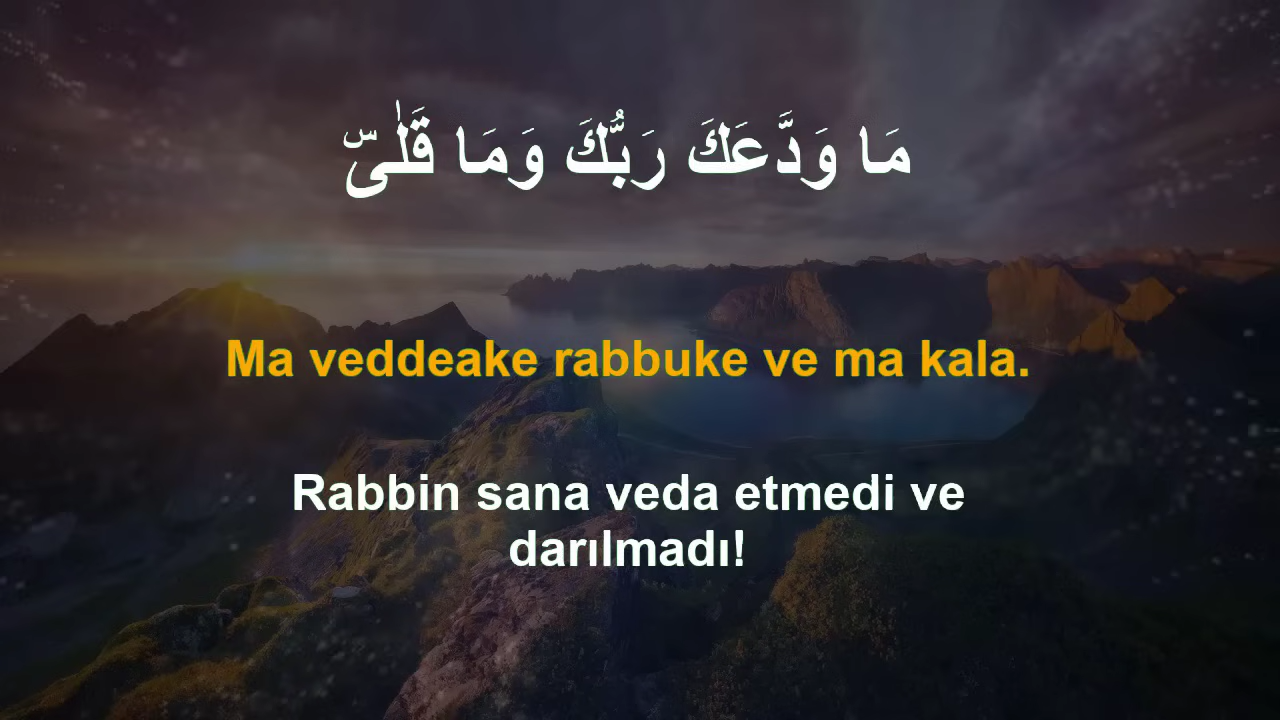 مَا وَدَّعَكَ رَبُّكَ وَمَا قَلٰىۜ
Ma veddeake rabbuke ve ma kala.
Rabbin sana veda etmedi ve
darılmadı!